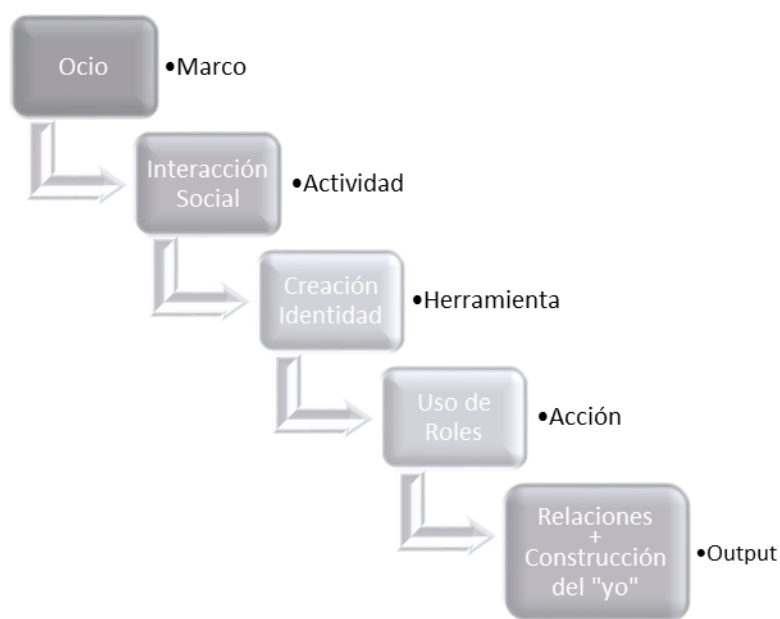 Ocio
•Marco
Interacción
Social
•Actividad
Creación
Identidad
•Herramienta
Uso de
Roles
•Acción
Relaciones
+
Construcción
del "yo"
•Output